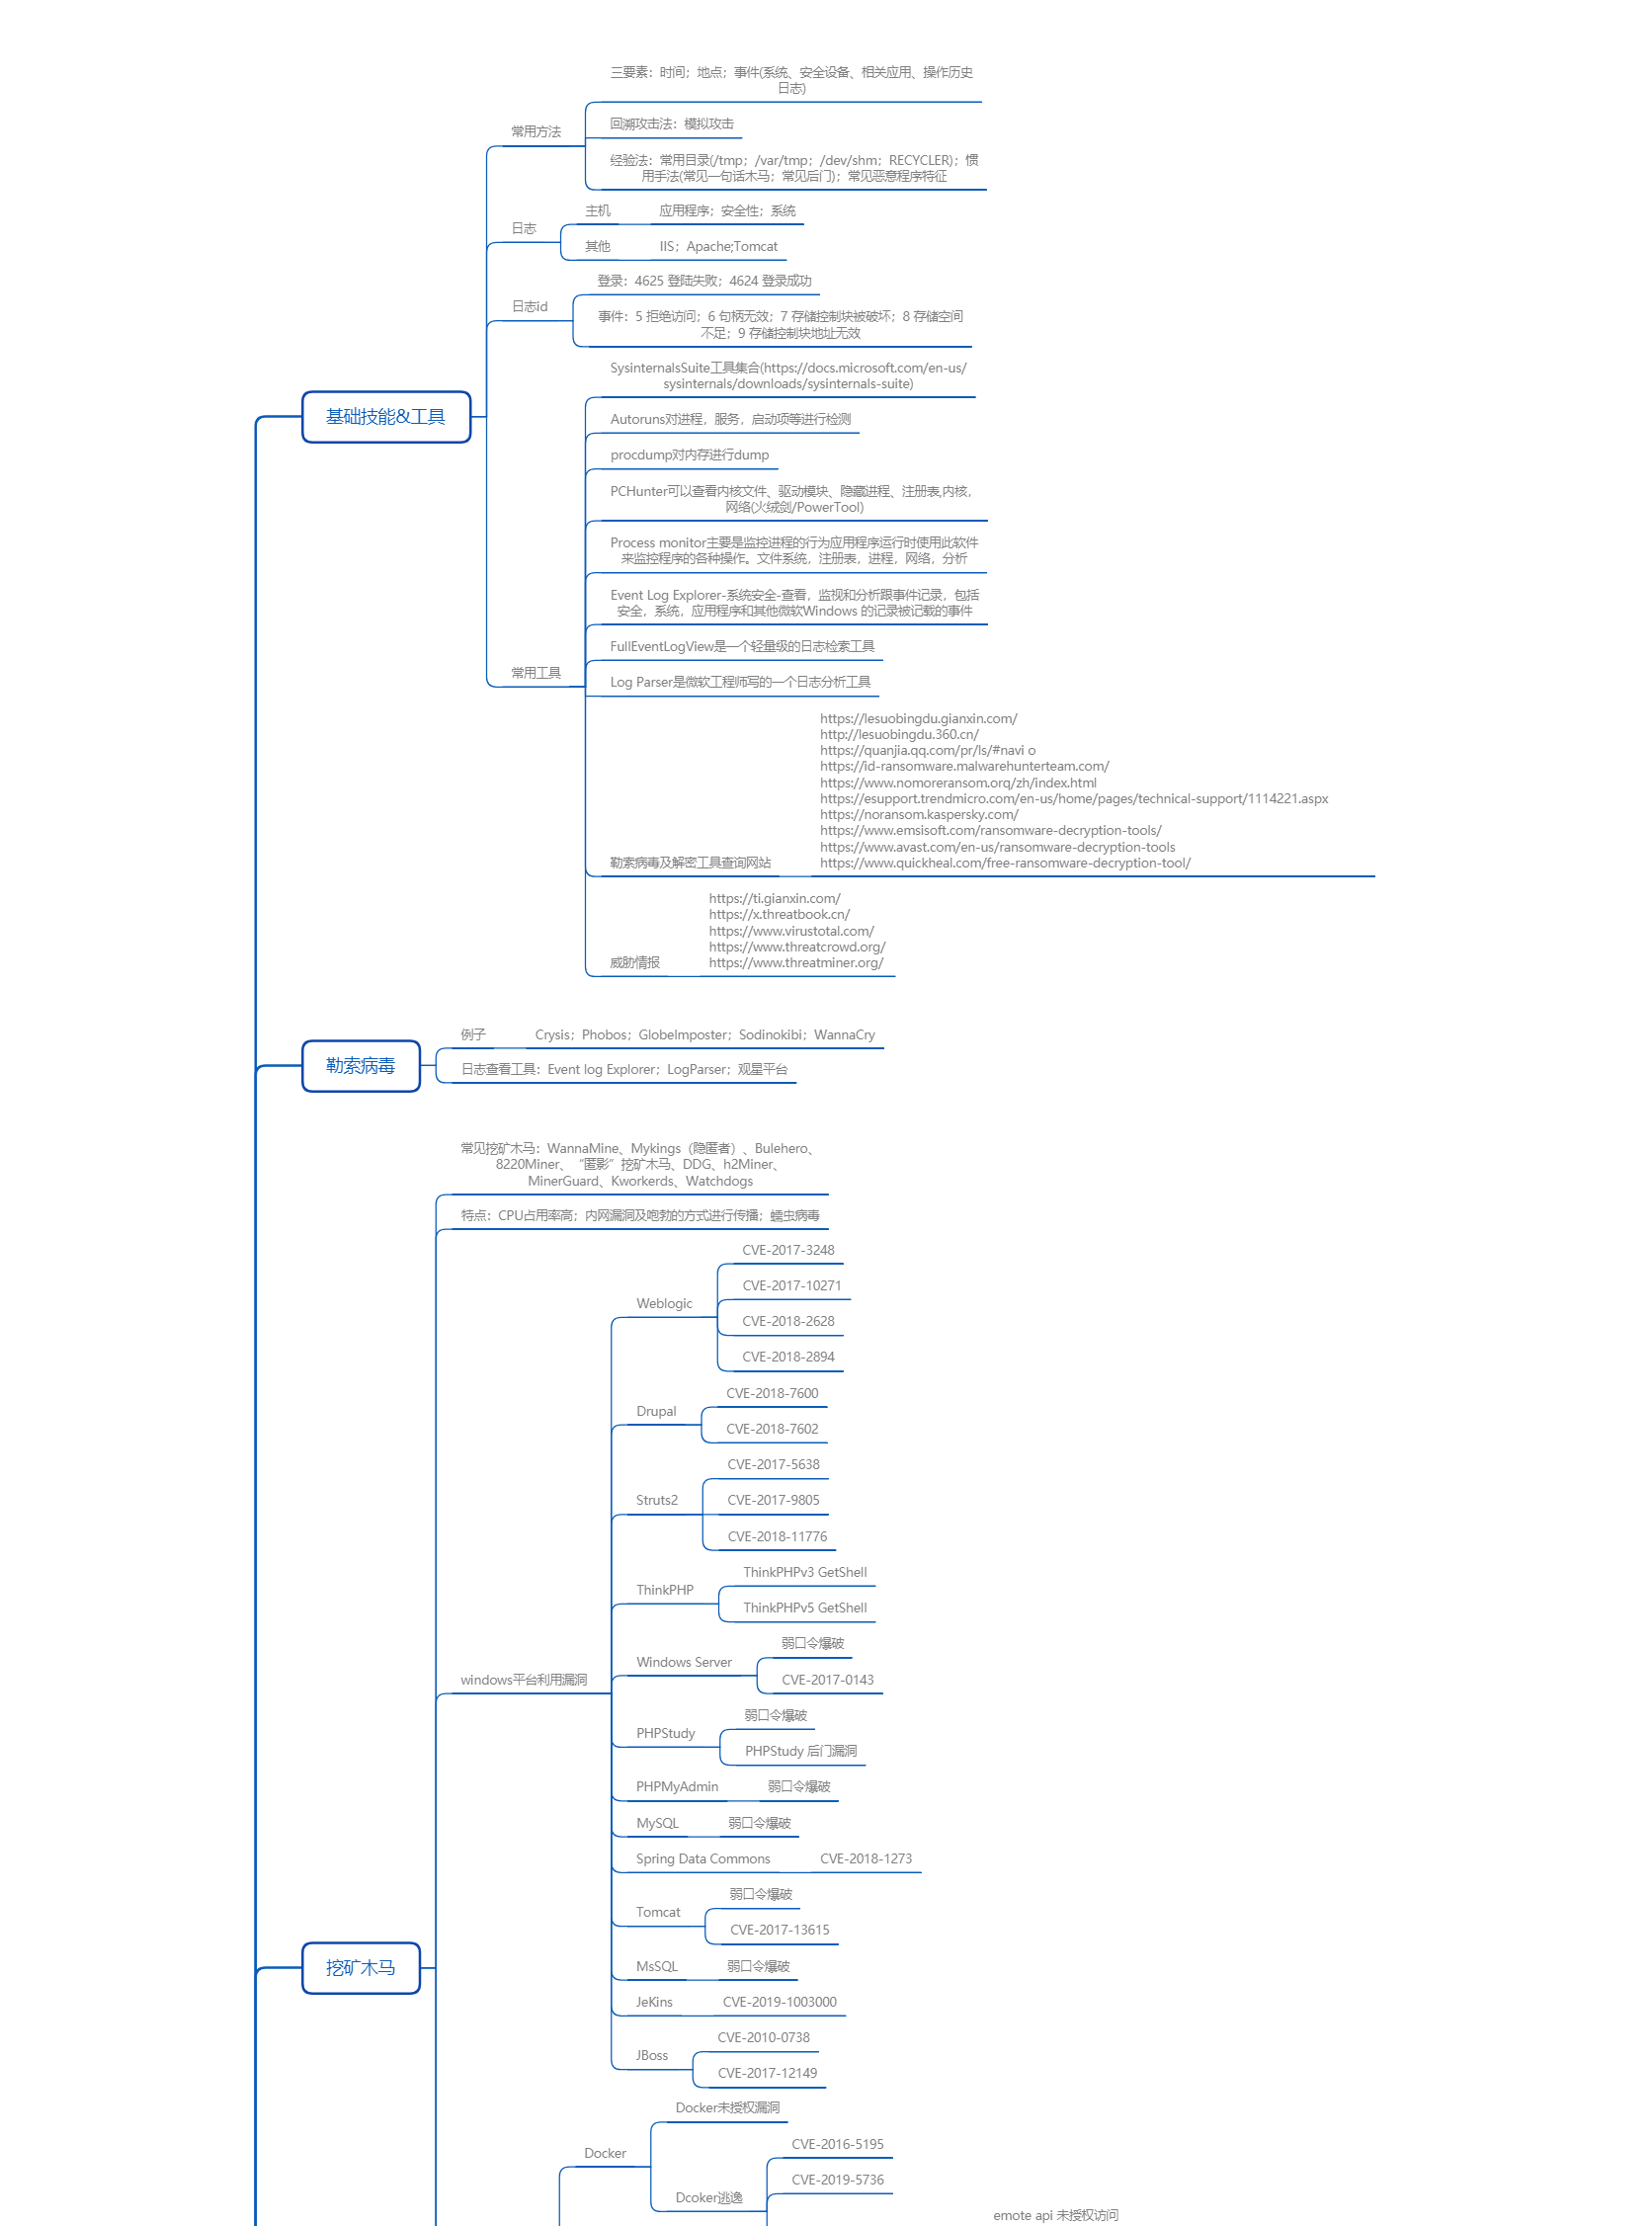 三要素：时间；地点；事件(系统、安全设备、相关应用、操作历史
日志)
常用方法
回溯攻击法：模拟攻击
经验法：常用目录(/tmp；/var/tmp；/dev/shm；RECYCLER)；惯
用手法(常见一句话木马；常见后门)；常见恶意程序特征
日志
主机
应用程序；安全性；系统
其他
IIS；Apache;Tomcat
日志id
登录：4625 登陆失败；4624 登录成功
事件：5 拒绝访问；6 句柄无效；7 存储控制块被破坏；8 存储空间
不足；9 存储控制块地址无效
基础技能&工具
SysinternalsSuite工具集合(https://docs.microsoft.com/en-us/
sysinternals/downloads/sysinternals-suite)
Autoruns对进程，服务，启动项等进行检测
procdump对内存进行dump
PCHunter可以查看内核文件、驱动模块、隐藏进程、注册表,内核，
网络(火绒剑/PowerTool)
Process monitor主要是监控进程的行为应用程序运行时使用此软件
来监控程序的各种操作。文件系统，注册表，进程，网络，分析
Event Log Explorer-系统安全-查看，监视和分析跟事件记录，包括
安全，系统，应用程序和其他微软Windows 的记录被记载的事件
FullEventLogView是一个轻量级的日志检索工具
常用工具
Log Parser是微软工程师写的一个日志分析工具
https://lesuobingdu.gianxin.com/
http://lesuobingdu.360.cn/
https://quanjia.qq.com/pr/ls/#navi o
https://id-ransomware.malwarehunterteam.com/
https://www.nomoreransom.orq/zh/index.html
https://esupport.trendmicro.com/en-us/home/pages/technical-support/1114221.aspx
https://noransom.kaspersky.com/
https://www.emsisoft.com/ransomware-decryption-tools/
https://www.avast.com/en-us/ransomware-decryption-tools
勒索病毒及解密工具查询网站
https://www.quickheal.com/free-ransomware-decryption-tool/
https://ti.gianxin.com/
https://x.threatbook.cn/
https://www.virustotal.com/
https://www.threatcrowd.org/
威胁情报
https://www.threatminer.org/
勒索病毒
例子
Crysis；Phobos；GlobeImposter；Sodinokibi；WannaCry
日志查看工具：Event log Explorer；LogParser；观星平台
常见挖矿木马：WannaMine、Mykings（隐匿者）、Bulehero、
8220Miner、“匿影”挖矿木马、DDG、h2Miner、
MinerGuard、Kworkerds、Watchdogs
特点：CPU占用率高；内网漏洞及咆勃的方式进行传播；蠕虫病毒
Weblogic
CVE-2017-3248
CVE-2017-10271
CVE-2018-2628
CVE-2018-2894
Drupal
CVE-2018-7600
CVE-2018-7602
Struts2
CVE-2017-5638
CVE-2017-9805
CVE-2018-11776
ThinkPHP
ThinkPHPv3 GetShell
ThinkPHPv5 GetShell
windows平台利用漏洞
Windows Server
弱口令爆破
CVE-2017-0143
PHPStudy
弱口令爆破
PHPStudy 后门漏洞
PHPMyAdmin
弱口令爆破
MySQL
弱口令爆破
Spring Data Commons
CVE-2018-1273
Tomcat
弱口令爆破
CVE-2017-13615
挖矿木马
MsSQL
弱口令爆破
JeKins
CVE-2019-1003000
JBoss
CVE-2010-0738
CVE-2017-12149
Docker
Docker未授权漏洞
Dcoker逃逸
CVE-2016-5195
CVE-2019-5736
emote api 未授权访问